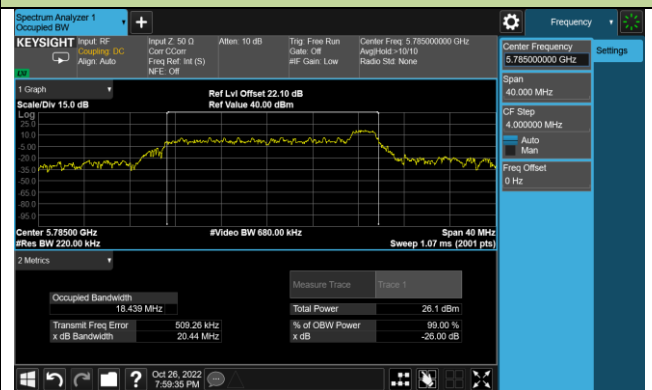 Spectrum Analyzer 1
Occupied BW
Frequency
KEYSIGHT
Input: RF
Coupling: DC
Align: Auto
Input Z: 50 Ω
Corr CCorr
Freq Ref: Int (S)
NFE: Off
Atten: 10 dB
Trig: Free Run
Gate: Off
#IF Gain: Low
Center Freq: 5.785000000 GHz
Avg|Hold:>10/10
Radio Std: None
LXI
Center Frequency
5.785000000 GHz
Settings
Span
40.000 MHz
CF Step
4.000000 MHz
Auto
Man
Freq Offset
0 Hz
1 Graph
Scale/Div 15.0 dB
Ref Lvl Offset 22.10 dB
Ref Value 40.00 dBm
Log
25.0
10.0
-5.00
-20.0
-35.0
-50.0
-65.0
-80.0
-95.0
Center 5.78500 GHz
#Video BW 680.00 kHz
Span 40 MHz
#Res BW 220.00 kHz
Sweep 1.07 ms (2001 pts)
2 Metrics
Measure Trace
Trace 1
Occupied Bandwidth
18.439 MHz
Total Power
26.1 dBm
Transmit Freq Error
509.26 kHz
% of OBW Power
99.00 %
x dB Bandwidth
20.44 MHz
x dB
-26.00 dB
?
Oct 26, 2022
7:59:35 PM